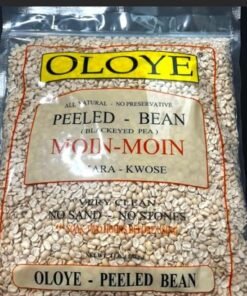 OLOYE
ALL NATURAL - NO PRESERVATIVE
PEELED - BEAN
(BLACKEYED PEA)
MOIN-MOIN
KARA - KWOSE
VERY CLEAN
NO SAND - NO STONES
OLOYE - PEELED BEAN